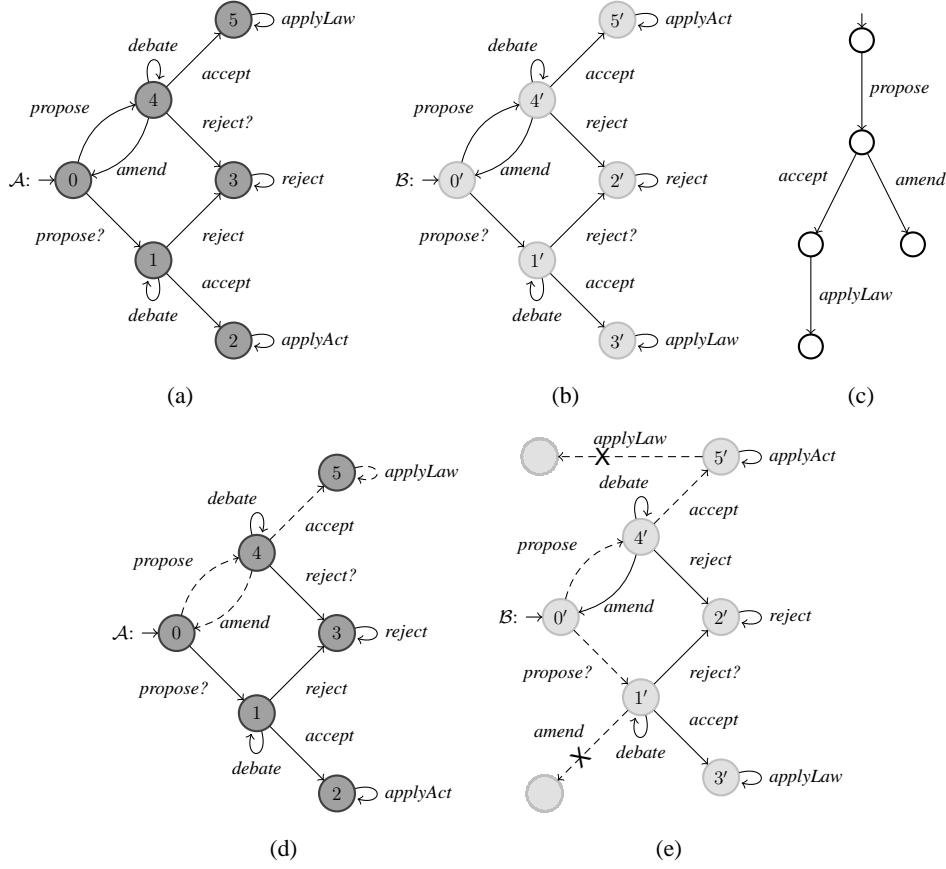 5
applyLaw
debate
accept
propose
4
reject?
amend
A:
0
3
reject
propose?
1
reject
accept
debate
2
applyAct
(a)
5′
applyAct
debate
accept
propose
4′
reject
amend
B:
0′
2′
reject
propose?
1′
reject?
accept
debate
3′
applyLaw
(b)
propose
accept
amend
applyLaw
(c)
5
applyLaw
debate
accept
propose
4
reject?
amend
A:
0
3
reject
propose?
1
reject
accept
debate
2
applyAct
(d)
applyLaw
X
5′
applyAct
debate
accept
propose
4′
reject
amend
B:
0′
2′
reject
propose?
1′
reject?
amend
accept
X
debate
3′
applyLaw
(e)